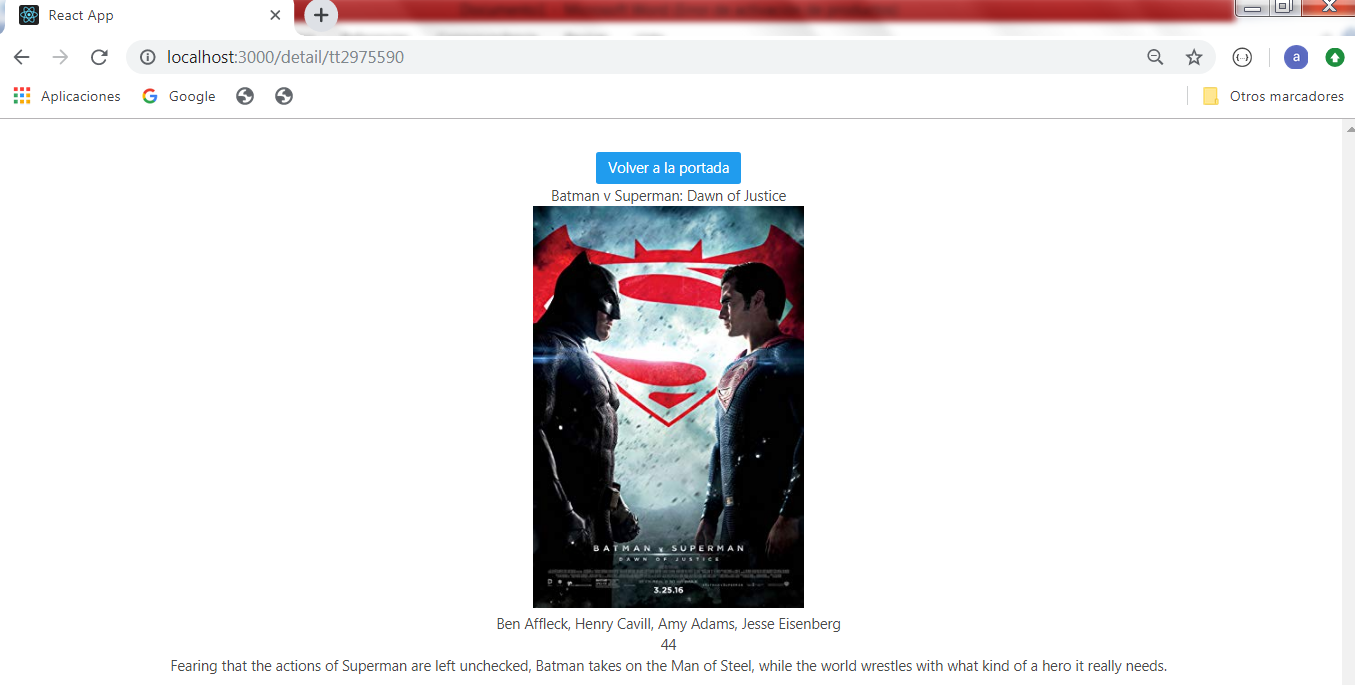 React App
localhost:3000/detail/tt2975590
a
Aplicaciones
Google
Otros marcadores
Volver a la portada
Batman v Superman: Dawn of Justice
BATMAN v SUPERMAN
DAWN OF JUSTICE
3.25.16
Ben Affleck, Henry Cavill, Amy Adams, Jesse Eisenberg
44
Fearing that the actions of Superman are left unchecked, Batman takes on the Man of Steel, while the world wrestles with what kind of a hero it really needs.